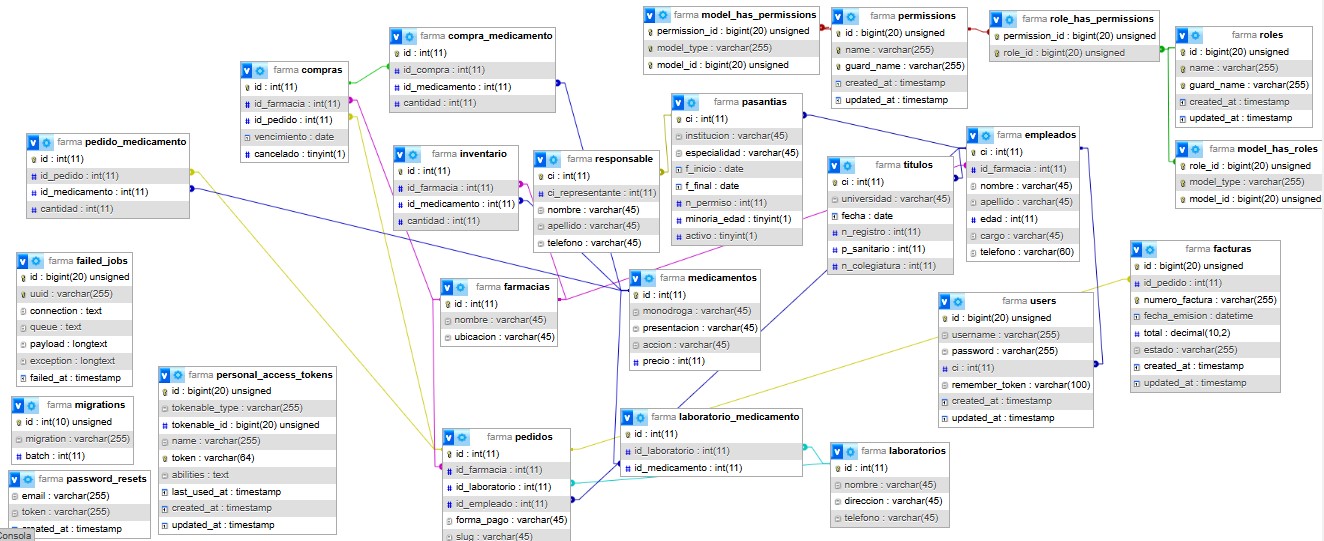 farma model_has_permissions
permission_id : bigint(20) unsigned
model_type : varchar(255)
model_id : bigint(20) unsigned
farma permissions
id : bigint(20) unsigned
name : varchar(255)
guard_name : varchar(255)
created_at : timestamp
updated_at : timestamp
farma role_has_permissions
permission_id : bigint(20) unsigned
role_id : bigint(20) unsigned
farma roles
id : bigint(20) unsigned
name : varchar(255)
guard_name : varchar(255)
created_at : timestamp
updated_at : timestamp
farma compra_medicamento
id : int(11)
id_compra : int(11)
id_medicamento : int(11)
cantidad : int(11)
farma compras
id : int(11)
id_farmacia : int(11)
id_pedido : int(11)
vencimiento : date
cancelado : tinyint(1)
farma pasantias
ci : int(11)
institucion : varchar(45)
especialidad : varchar(45)
f_inicio : date
f_final : date
n_permiso : int(11)
minoria_edad : tinyint(1)
activo : tinyint(1)
farma empleados
ci : int(11)
id_farmacia : int(11)
nombre : varchar(45)
apellido : varchar(45)
edad : int(11)
cargo : varchar(45)
telefono : varchar(60)
farma model_has_roles
role_id : bigint(20) unsigned
model_type : varchar(255)
model_id : bigint(20) unsigned
farma pedido_medicamento
id : int(11)
id_pedido : int(11)
id_medicamento : int(11)
cantidad : int(11)
farma inventario
id : int(11)
id_farmacia : int(11)
id_medicamento : int(11)
cantidad : int(11)
farma responsable
ci : int(11)
ci_representante : int(11)
nombre : varchar(45)
apellido : varchar(45)
telefono : varchar(45)
farma titulos
ci : int(11)
universidad : varchar(45)
fecha : date
n_registro : int(11)
p_sanitario : int(11)
n_colegiatura : int(11)
farma facturas
id : bigint(20) unsigned
id_pedido : int(11)
numero_factura : varchar(255)
fecha_emision : datetime
total : decimal(10,2)
estado : varchar(255)
created_at : timestamp
updated_at : timestamp
farma failed_jobs
id : bigint(20) unsigned
uuid : varchar(255)
connection : text
queue : text
payload : longtext
exception : longtext
failed_at : timestamp
farma farmacias
id : int(11)
nombre : varchar(45)
ubicacion : varchar(45)
farma medicamentos
id : int(11)
monodroga : varchar(45)
presentacion : varchar(45)
accion : varchar(45)
precio : int(11)
farma users
id : bigint(20) unsigned
username : varchar(255)
password : varchar(255)
ci : int(11)
remember_token : varchar(100)
created_at : timestamp
updated_at : timestamp
farma personal_access_tokens
id : bigint(20) unsigned
tokenable_type : varchar(255)
tokenable_id : bigint(20) unsigned
name : varchar(255)
token : varchar(64)
abilities : text
last_used_at : timestamp
created_at : timestamp
updated_at : timestamp
farma migrations
id : int(10) unsigned
migration : varchar(255)
batch : int(11)
farma laboratorio_medicamento
id : int(11)
id_laboratorio : int(11)
id_medicamento : int(11)
farma pedidos
id : int(11)
id_farmacia : int(11)
id_laboratorio : int(11)
id_empleado : int(11)
forma_pago : varchar(45)
slug : varchar(45)
farma laboratorios
id : int(11)
nombre : varchar(45)
direccion : varchar(45)
telefono : varchar(45)
farma password_resets
email : varchar(255)
token : varchar(255)
created_at : timestamp
Consola